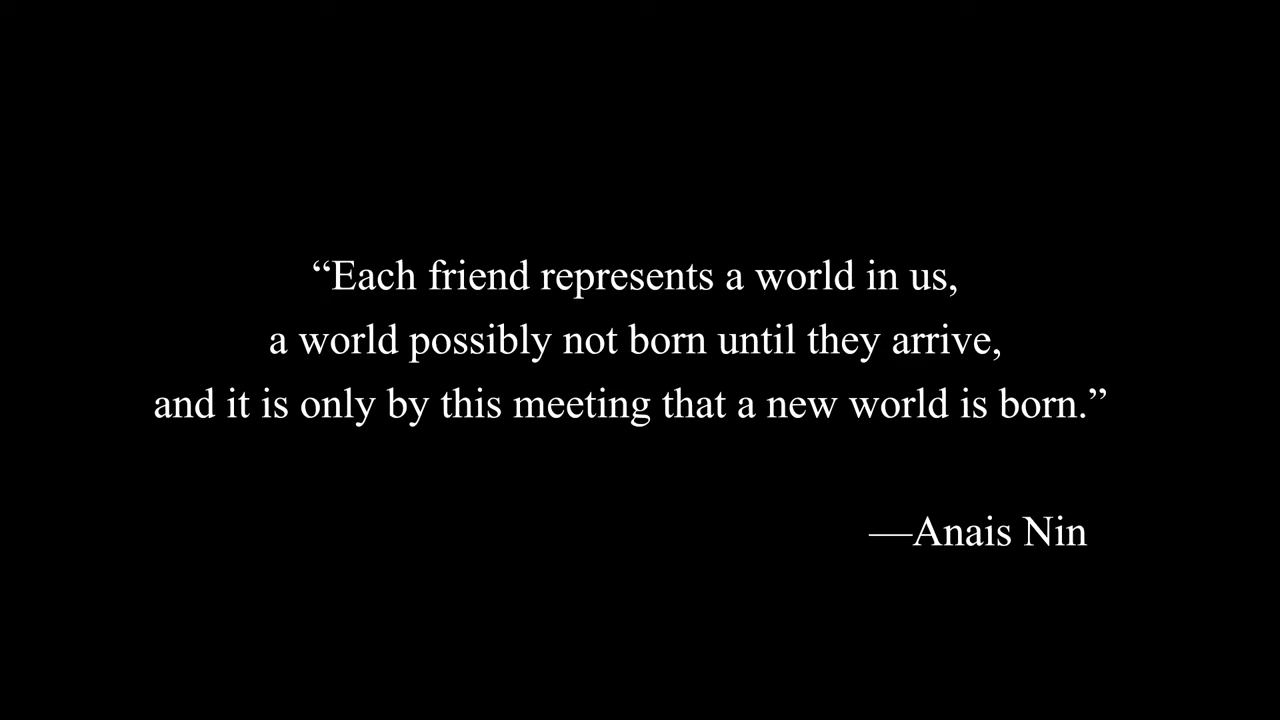 “Each friend represents a world in us,
a world possibly not born until they arrive,
and it is only by this meeting that a new world is born.”
—Anais Nin